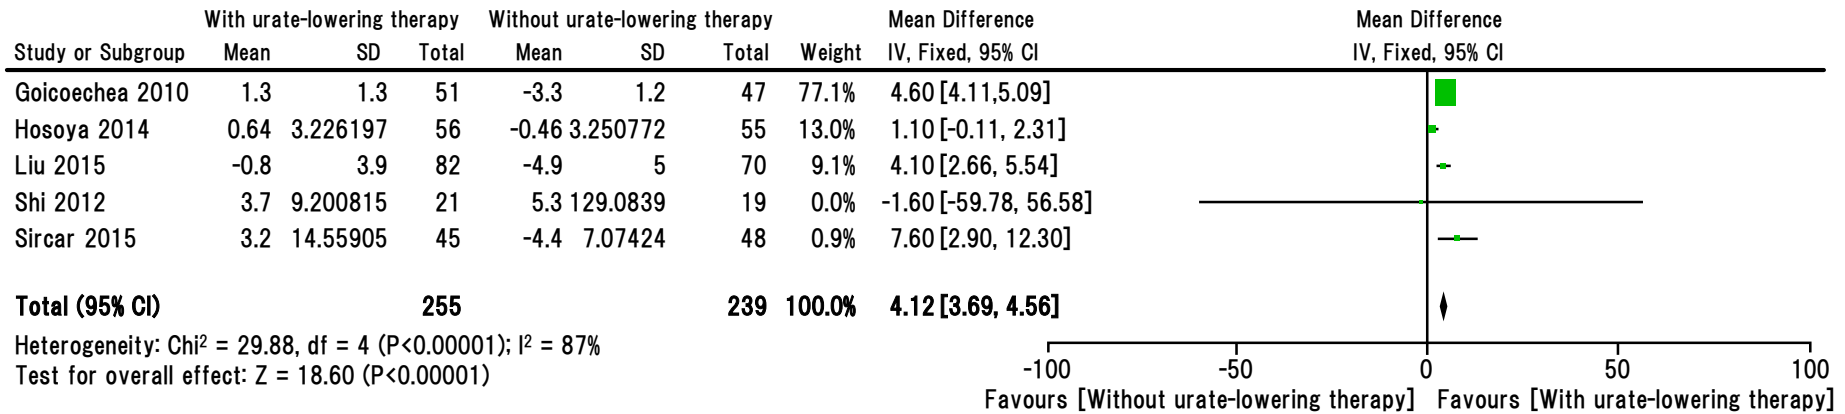 With urate-lowering therapy Without urate-lowering therapy Mean Difference Mean Difference
Study or Subgroup Mean SD Total Mean SD Total Weight IV, Fixed, 95% CI IV, Fixed, 95% CI
Goicoechea 2010 1.3 1.3 51 -3.3 1.2 47 77.1% 4.60 [4.11,5.09]
Hosoya 2014 0.64 3.226197 56 -0.46 3.250772 55 13.0% 1.10 [-0.11, 2.31]
Liu 2015 -0.8 3.9 82 -4.9 5 70 9.1% 4.10 [2.66, 5.54]
Shi 2012 3.7 9.200815 21 5.3 129.0839 19 0.0% -1.60 [-59.78, 56.58]
Sircar 2015 3.2 14.55905 45 -4.4 7.07424 48 0.9% 7.60 [2.90, 12.30]
Total (95% CI) 255 239 100.0% 4.12 [3.69, 4.56]
Heterogeneity: Chi² = 29.88, df = 4 (P<0.00001); I² = 87%
Test for overall effect: Z = 18.60 (P<0.00001)
-100 -50 0 50 100
Favours [Without urate-lowering therapy] Favours [With urate-lowering therapy]